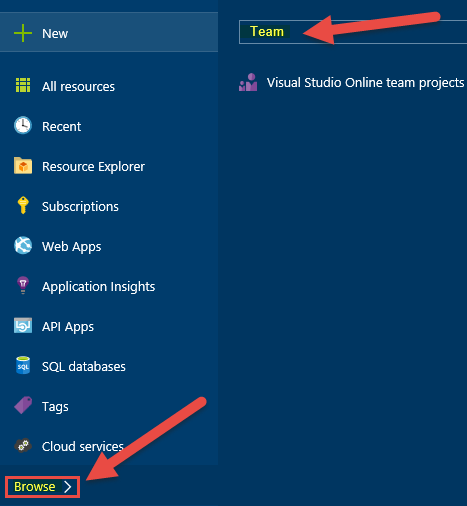 New
All resources
Recent
Resource Explorer
Subscriptions
Web Apps
Application Insights
API Apps
SQL
SQL databases
Tags
Cloud services
Browse >
Team
Visual Studio Online team projects